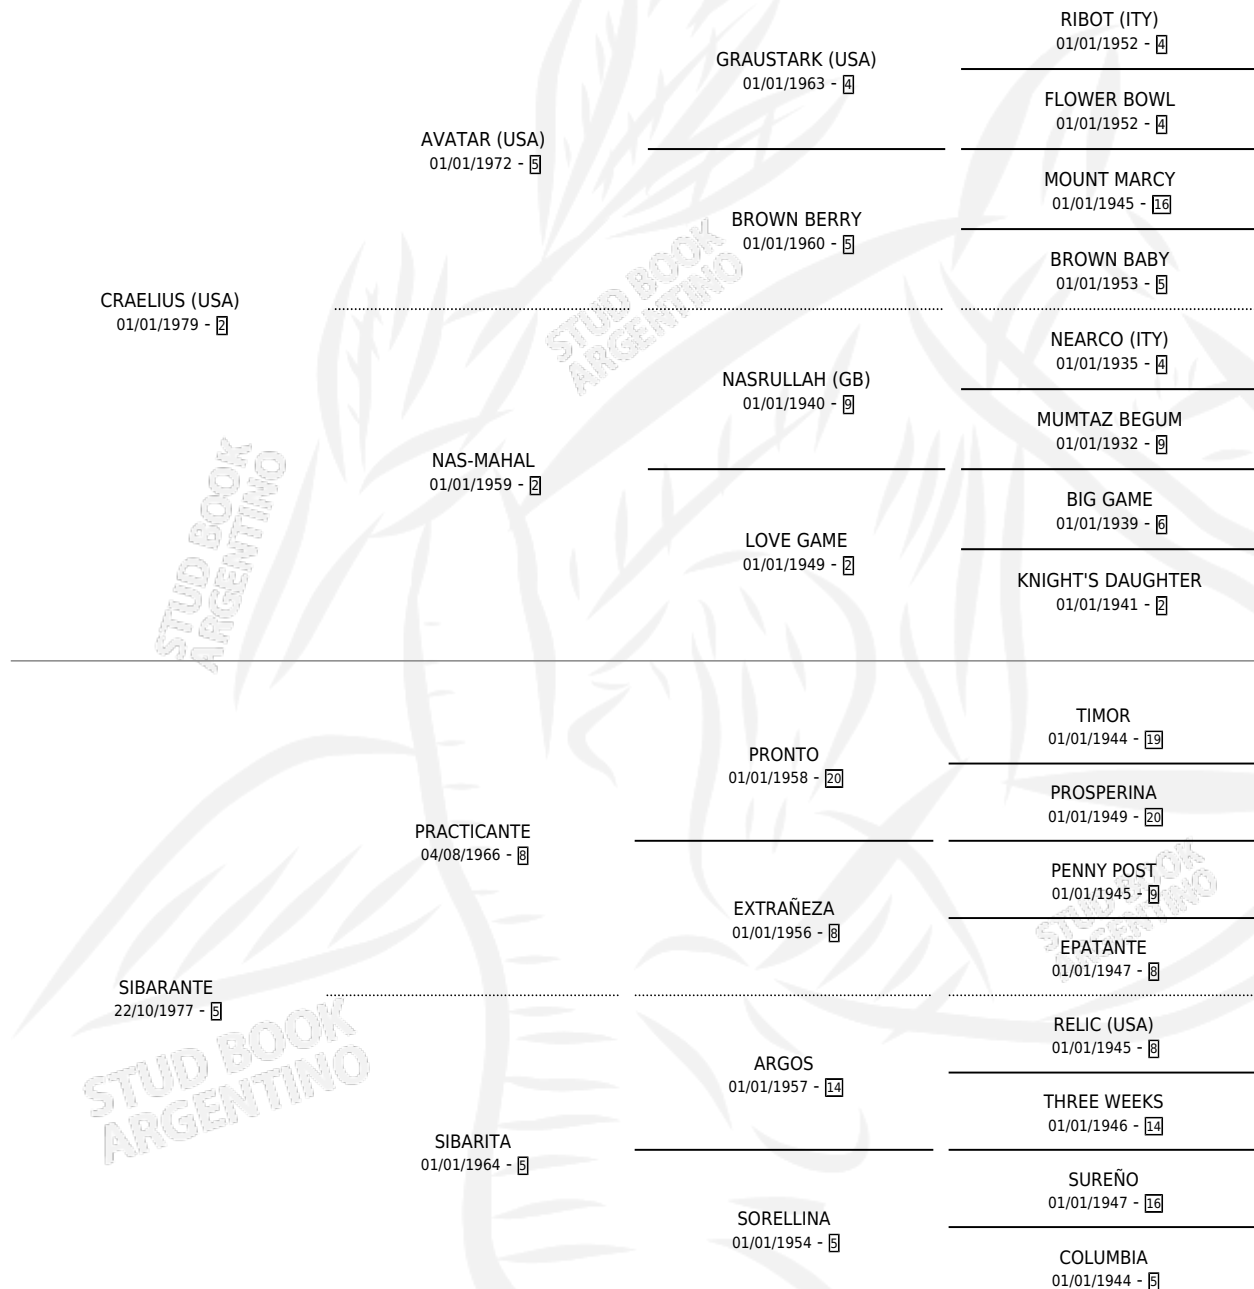 RIBOT (ITY)
01/01/1952 - 4
GRAUSTARK (USA)
01/01/1963 - 4
FLOWER BOWL
01/01/1952 - 4
AVATAR (USA)
01/01/1972 - 5
MOUNT MARCY
01/01/1945 - 16
BROWN BERRY
01/01/1960 - 5
BROWN BABY
01/01/1953 - 5
CRAELIUS (USA)
01/01/1979 - 2
NEARCO (ITY)
01/01/1935 - 4
NASRULLAH (GB)
01/01/1940 - 9
MUMTAZ BEGUM
01/01/1932 - 9
NAS-MAHAL
01/01/1959 - 2
BIG GAME
01/01/1939 - 6
LOVE GAME
01/01/1949 - 2
KNIGHT'S DAUGHTER
01/01/1941 - 2
TIMOR
01/01/1944 - 19
PRONTO
01/01/1958 - 20
PROSPERINA
01/01/1949 - 20
PRACTICANTE
04/08/1966 - 8
PENNY POST
01/01/1945 - 9
EXTRAÑEZA
01/01/1956 - 8
EPATANTE
01/01/1947 - 8
SIBARANTE
22/10/1977 - 5
RELIC (USA)
01/01/1945 - 8
ARGOS
01/01/1957 - 14
THREE WEEKS
01/01/1946 - 14
SIBARITA
01/01/1964 - 5
SUREÑO
01/01/1947 - 16
SORELLINA
01/01/1954 - 5
COLUMBIA
01/01/1944 - 5
STUD BOOK
ARGENTINO
STUD BOOK
ARGENTINO
STUD BOOK
ARGENTINO
STUD BOOK
ARGENTINO